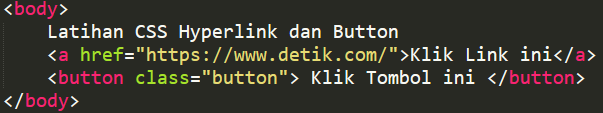 <body>
    Latihan CSS Hyperlink dan Button
    <a href="https://www.detik.com/">Klik Link ini</a>
    <button class="button"> Klik Tombol ini </button>
</body>